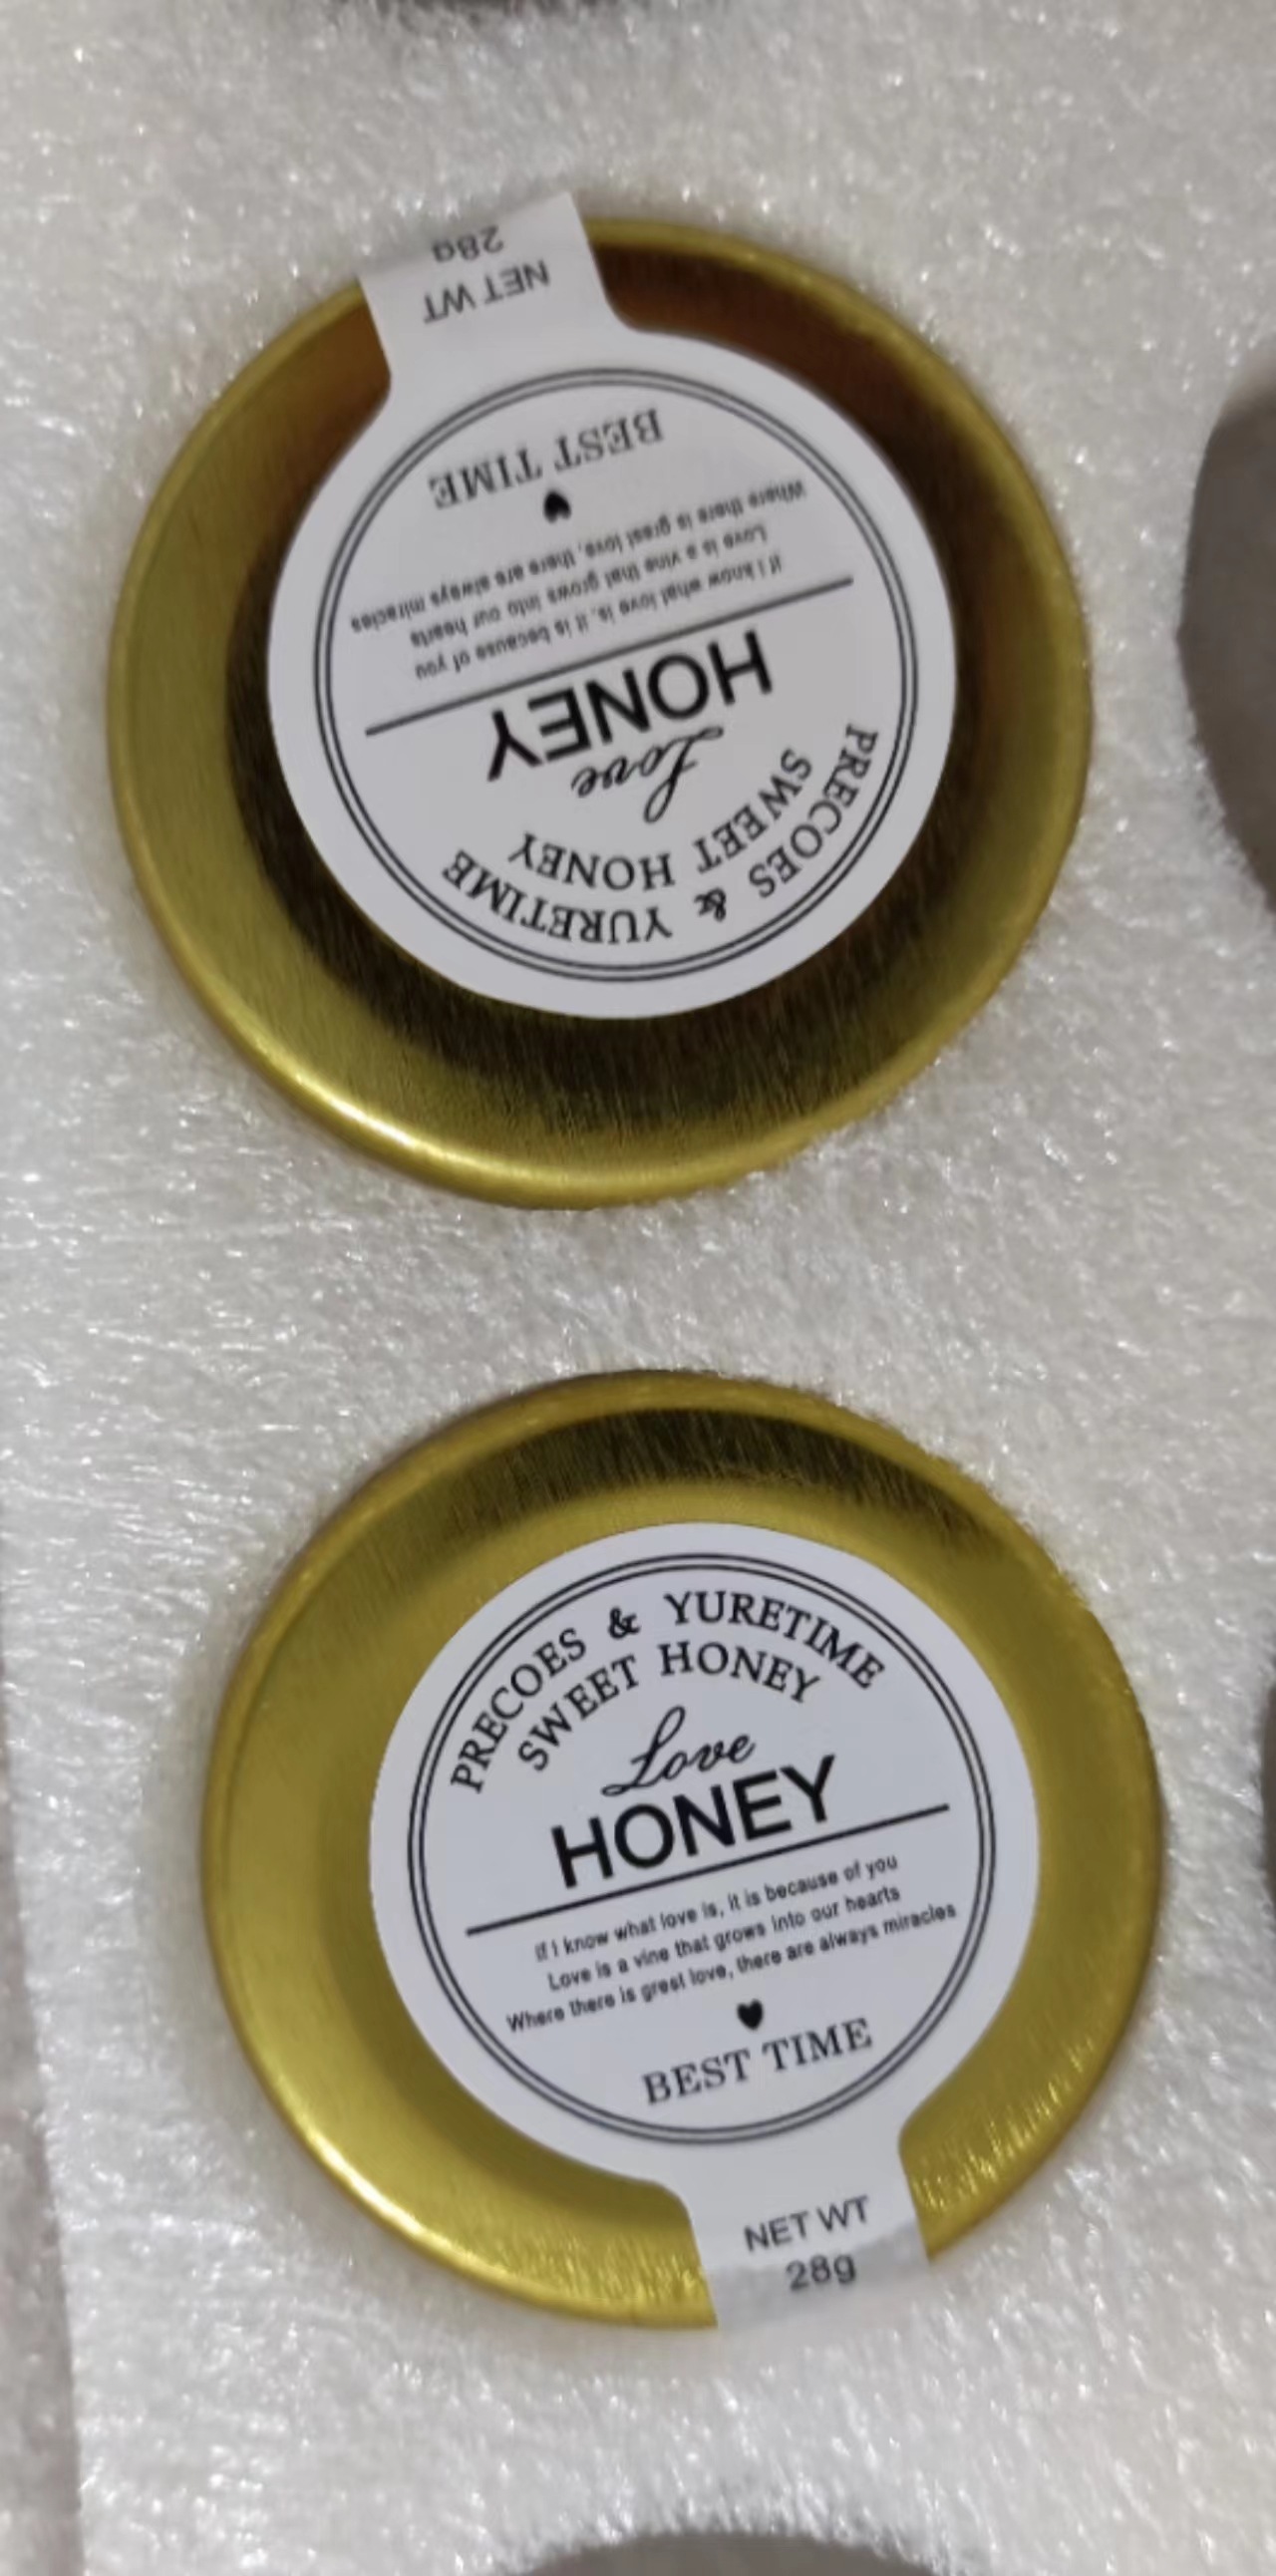 PRECOES & YURETIME
SWEET HONEY
Love
HONEY
If I know what love is, it is because of you
Love is a vine that grows into our hearts
Where there is great love, there are always miracles
BEST TIME
NET WT
28g
PRECOES & YURETIME
SWEET HONEY
Love
HONEY
If I know what love is, it is because of you
Love is a vine that grows into our hearts
Where there is great love, there are always miracles
BEST TIME
NET WT
28g